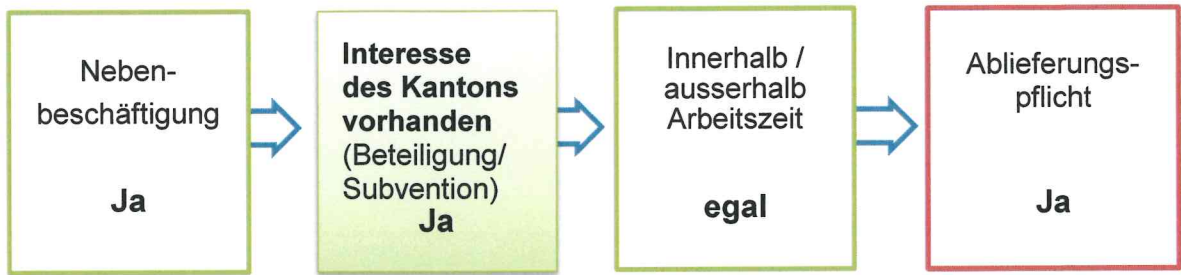 Neben-
beschäftigung
Ja
Interesse
des Kantons
vorhanden
(Beteiligung/
Subvention)
Ja
Innerhalb /
ausserhalb
Arbeitszeit
egal
Ablieferungs-
pflicht
Ja